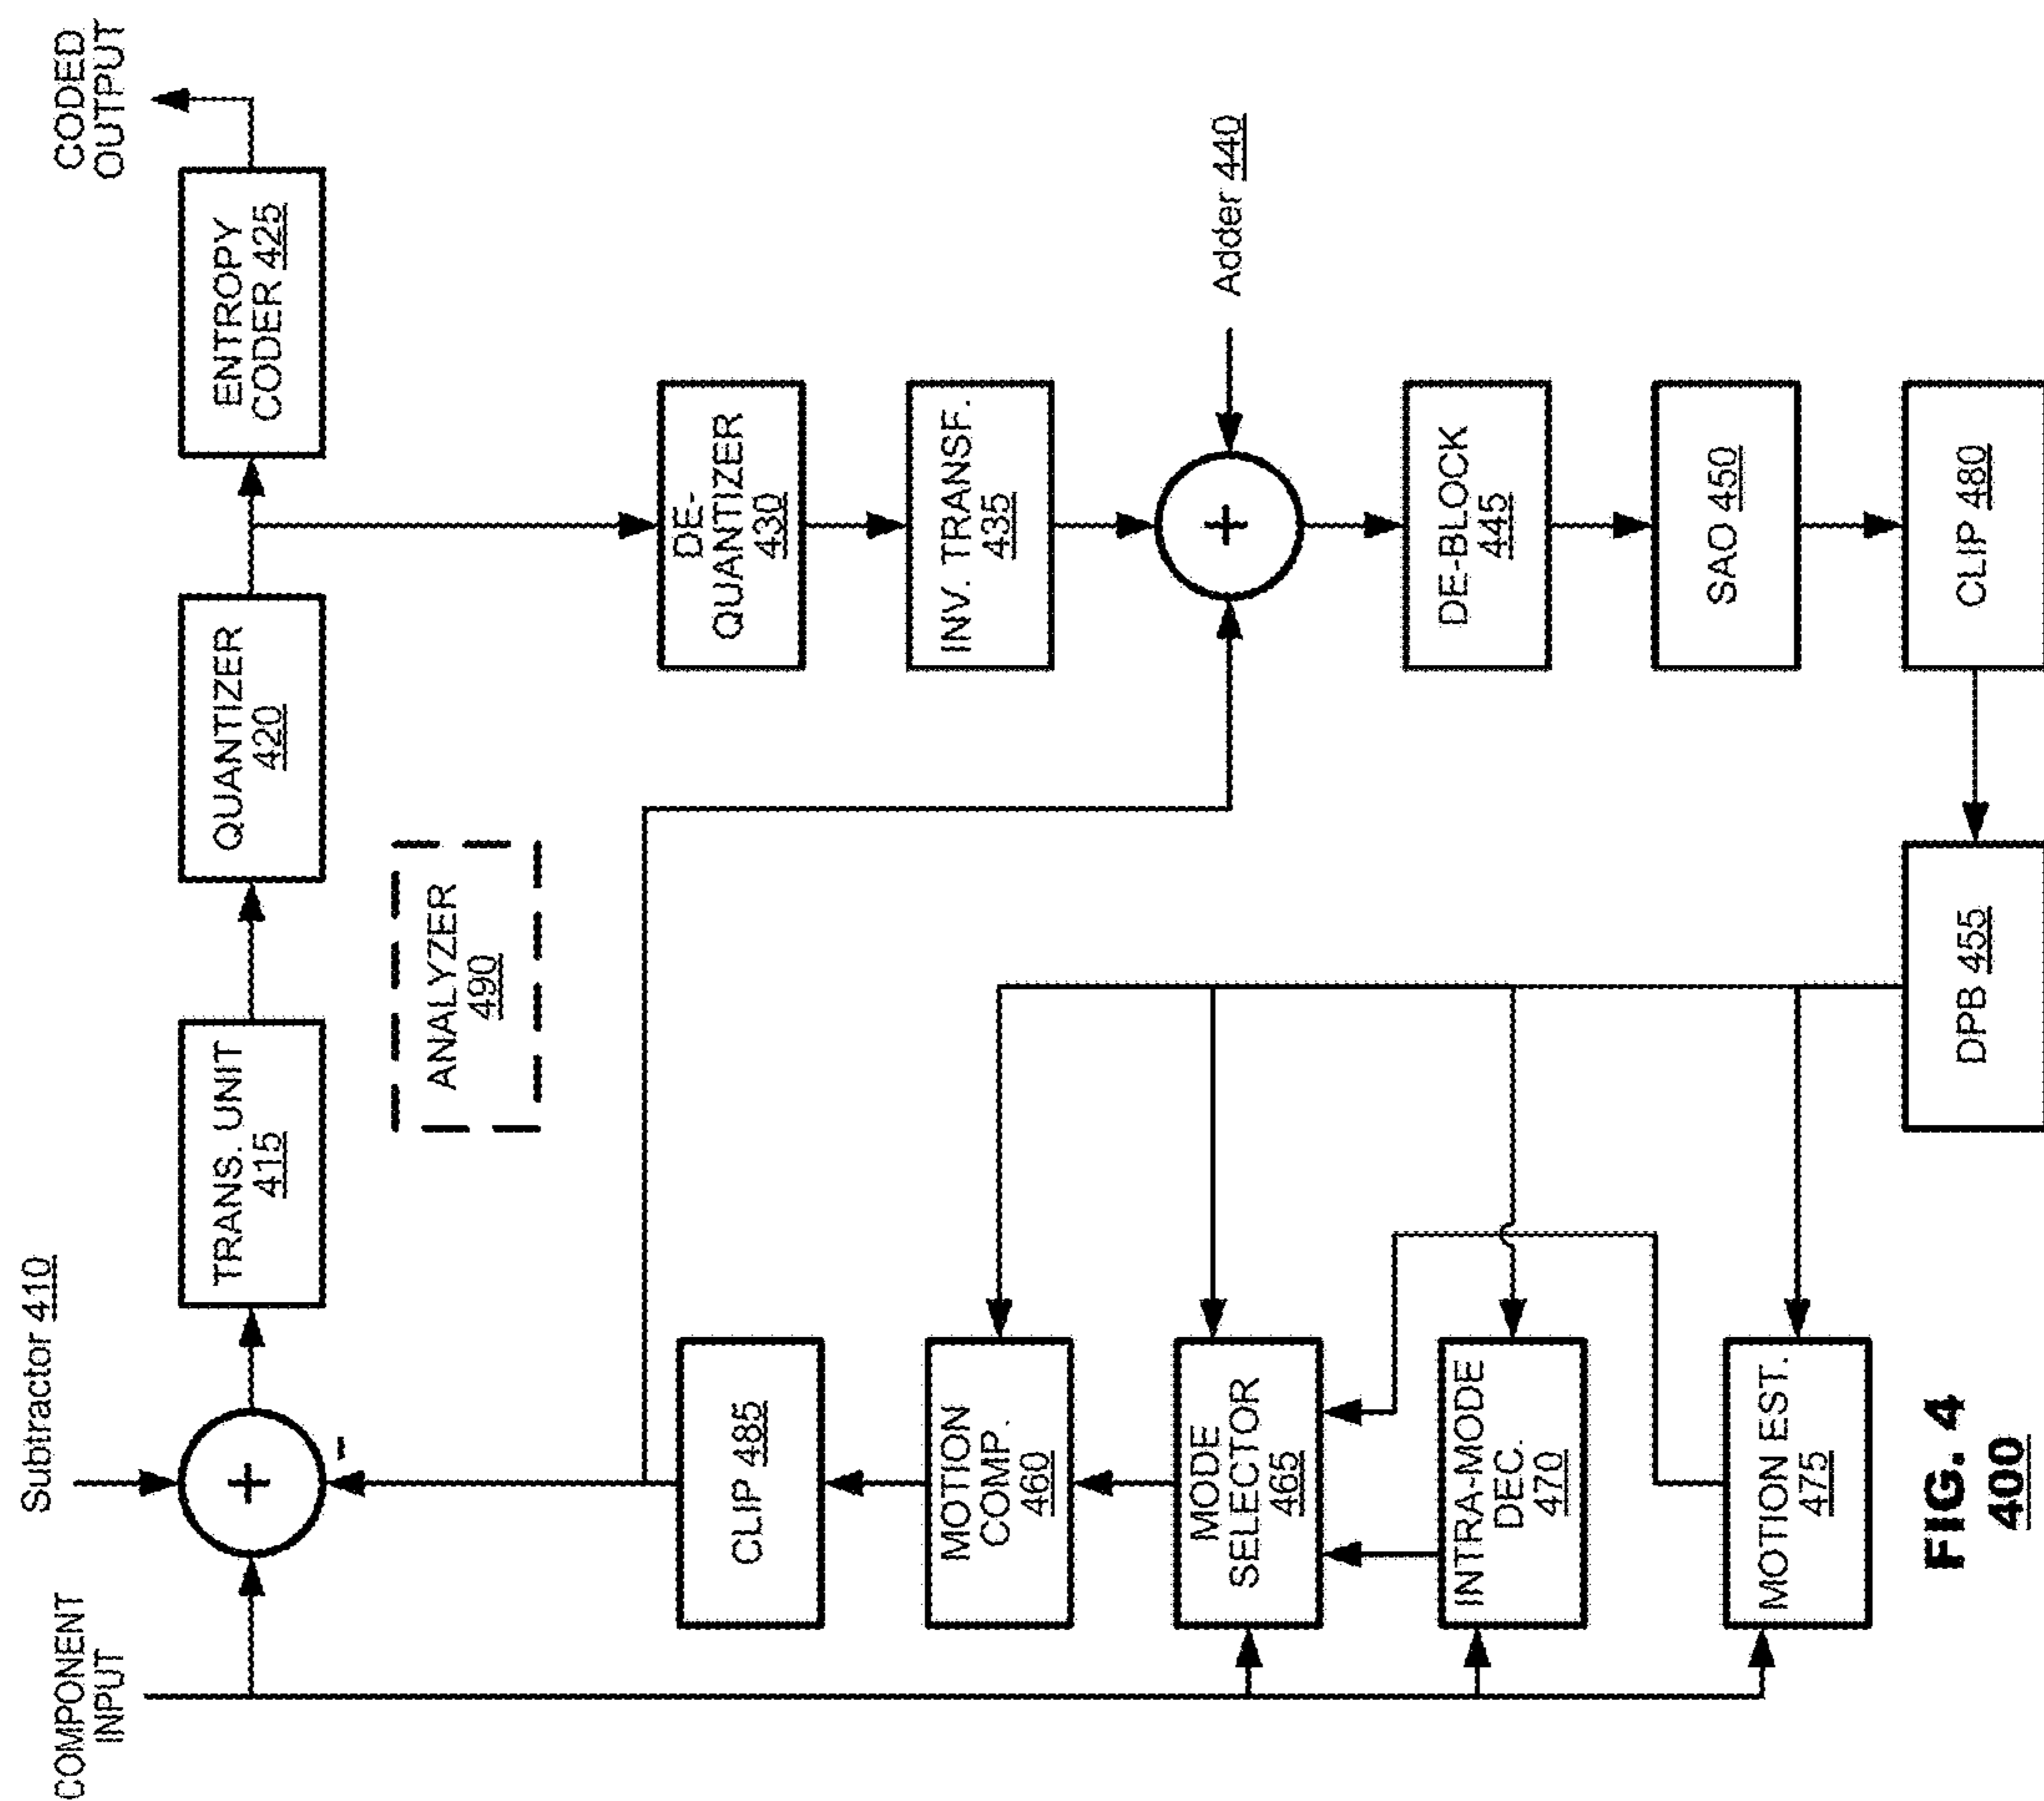 Subtractor 410
COMPONENT
INPUT
+
-
TRANS. UNIT
415
QUANTIZER
420
ENTROPY
CODER 425
CODED
OUTPUT
ANALYZER
490
CLIP 485
DE-
QUANTIZER
430
MOTION
COMP.
460
INV. TRANSF.
435
MODE
SELECTOR
465
+
Adder 440
INTRA-MODE
DEC.
470
DE-BLOCK
445
MOTION EST.
475
SAO 450
DPB 455
CLIP 480
FIG. 4
400